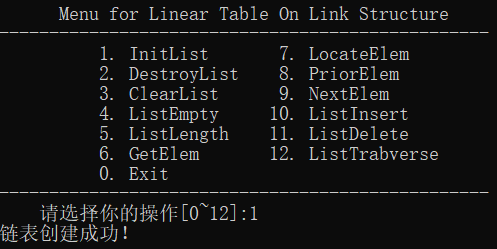 Menu for Linear Table On Link Structure
-------------------------------------------------
1. InitList 7. LocateElem
2. DestroyList 8. PriorElem
3. ClearList 9. NextElem
4. ListEmpty 10. ListInsert
5. ListLength 11. ListDelete
6. GetElem 12. ListTrabverse
0. Exit
-------------------------------------------------
请选择你的操作[0~12]:1
链表创建成功!